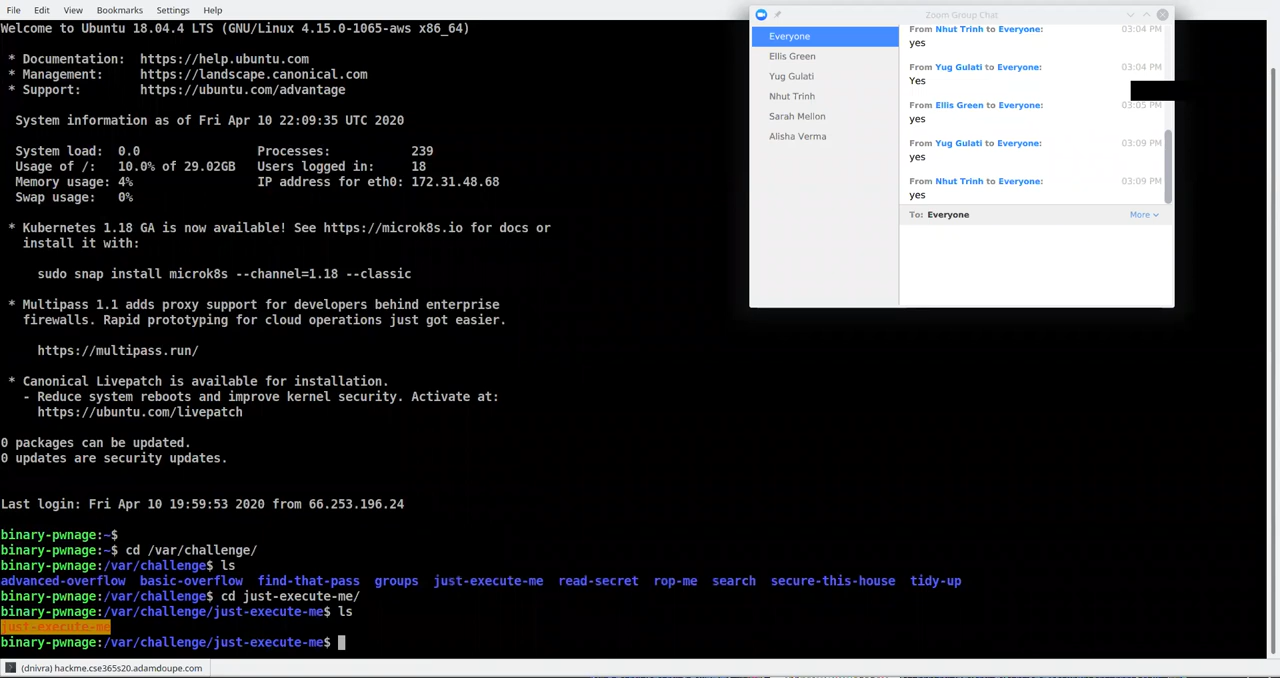 File Edit View Bookmarks Settings Help
Welcome to Ubuntu 18.04.4 LTS (GNU/Linux 4.15.0-1065-aws x86_64)
* Documentation: https://help.ubuntu.com
* Management: https://landscape.canonical.com
* Support: https://ubuntu.com/advantage
System information as of Fri Apr 10 22:09:35 UTC 2020
System load: 0.0 Processes: 239
Usage of /: 10.0% of 29.02GB Users logged in: 18
Memory usage: 4% IP address for eth0: 172.31.48.68
Swap usage: 0%
* Kubernetes 1.18 GA is now available! See https://microk8s.io for docs or
install it with:
sudo snap install microk8s --channel=1.18 --classic
* Multipass 1.1 adds proxy support for developers behind enterprise
firewalls. Rapid prototyping for cloud operations just got easier.
https://multipass.run/
* Canonical Livepatch is available for installation.
- Reduce system reboots and improve kernel security. Activate at:
https://ubuntu.com/livepatch
0 packages can be updated.
0 updates are security updates.
Last login: Fri Apr 10 19:59:53 2020 from 66.253.196.24
binary-pwnage:~$
binary-pwnage:~$ cd /var/challenge/
binary-pwnage:/var/challenge$ ls
advanced-overflow basic-overflow find-that-pass groups just-execute-me read-secret rop-me search secure-this-house tidy-up
binary-pwnage:/var/challenge$ cd just-execute-me/
binary-pwnage:/var/challenge/just-execute-me$ ls
just-execute-me
binary-pwnage:/var/challenge/just-execute-me$
(dnivra) hackme.cse365s20.adamdoupe.com
Zoom Group Chat
Everyone
Ellis Green
Yug Gulati
Nhut Trinh
Sarah Mellon
Alisha Verma
From Nhut Trinh to Everyone: 03:04 PM
yes
From Yug Gulati to Everyone: 03:04 PM
Yes
From Ellis Green to Everyone: 03:05 PM
yes
From Yug Gulati to Everyone: 03:09 PM
yes
From Nhut Trinh to Everyone: 03:09 PM
yes
To: Everyone More